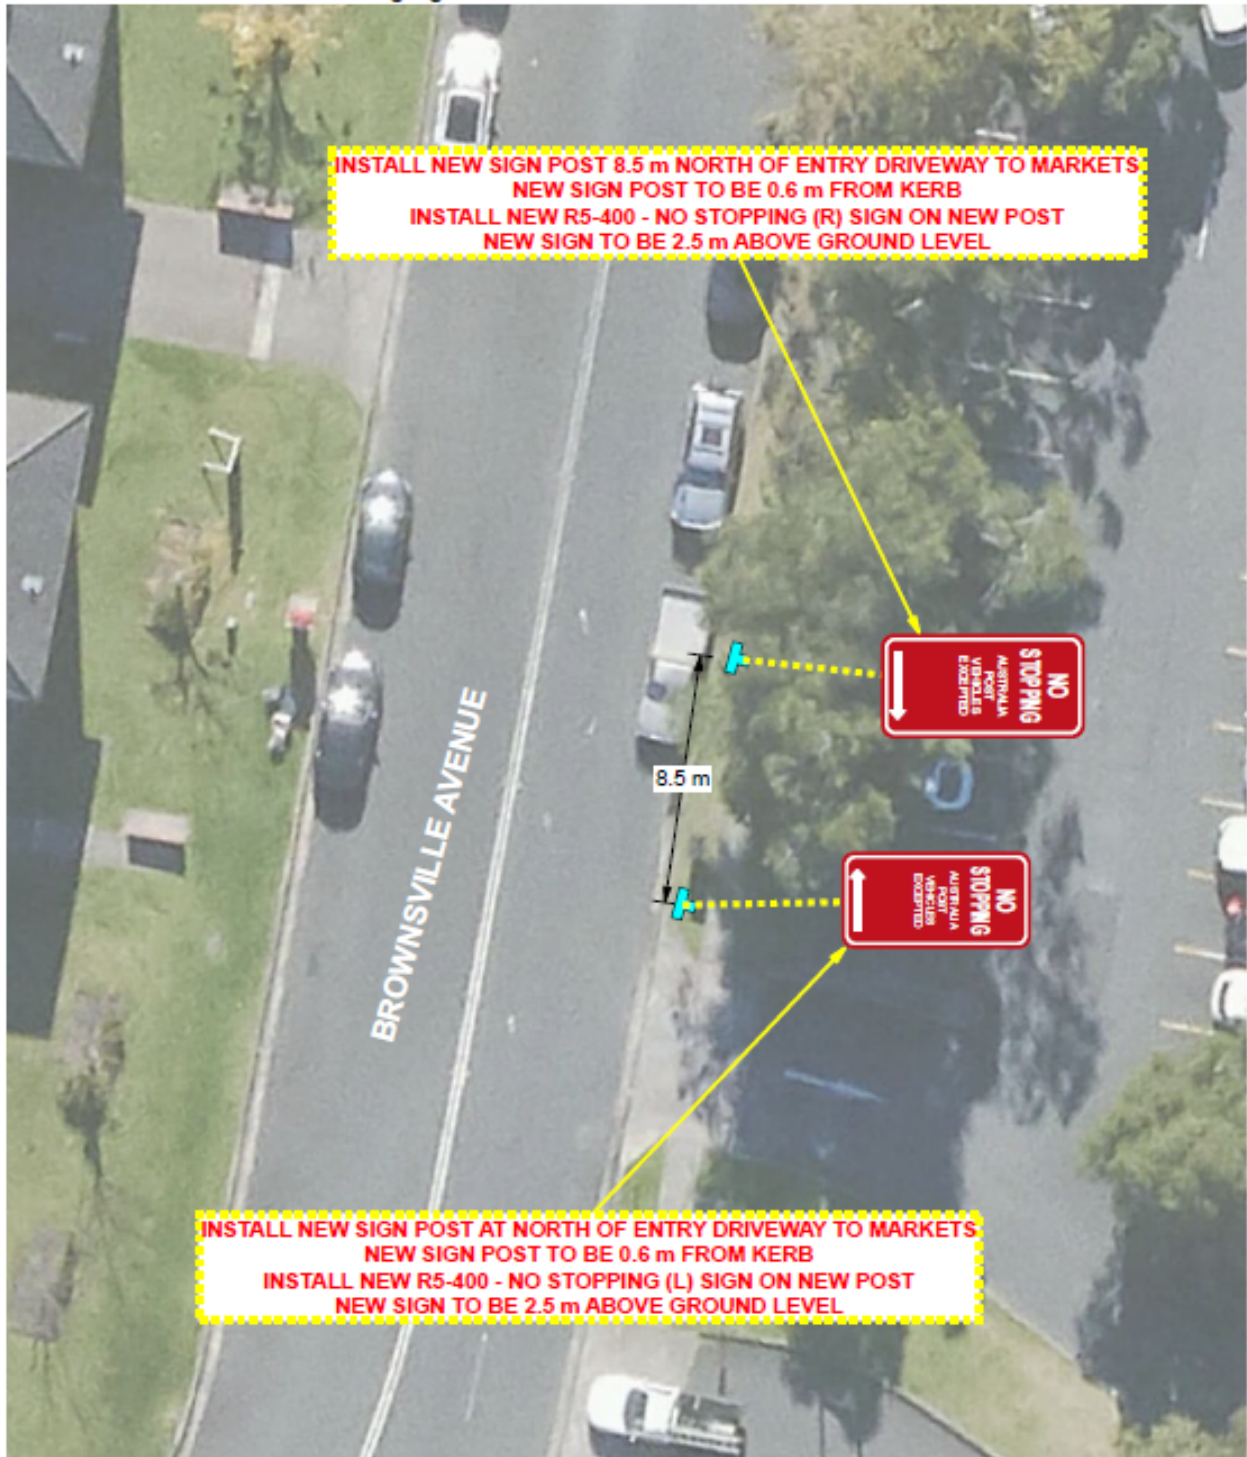 INSTALL NEW SIGN POST 8.5 m NORTH OF ENTRY DRIVEWAY TO MARKETS
NEW SIGN POST TO BE 0.6 m FROM KERB
INSTALL NEW R5-400 - NO STOPPING (R) SIGN ON NEW POST
NEW SIGN TO BE 2.5 m ABOVE GROUND LEVEL
NO
STOPPING
AUSTRALIA
POST
VEHICLES
EXCEPTED
8.5 m
BROWNSVILLE AVENUE
NO
STOPPING
AUSTRALIA
POST
VEHICLES
EXCEPTED
INSTALL NEW SIGN POST AT NORTH OF ENTRY DRIVEWAY TO MARKETS
NEW SIGN POST TO BE 0.6 m FROM KERB
INSTALL NEW R5-400 - NO STOPPING (L) SIGN ON NEW POST
NEW SIGN TO BE 2.5 m ABOVE GROUND LEVEL